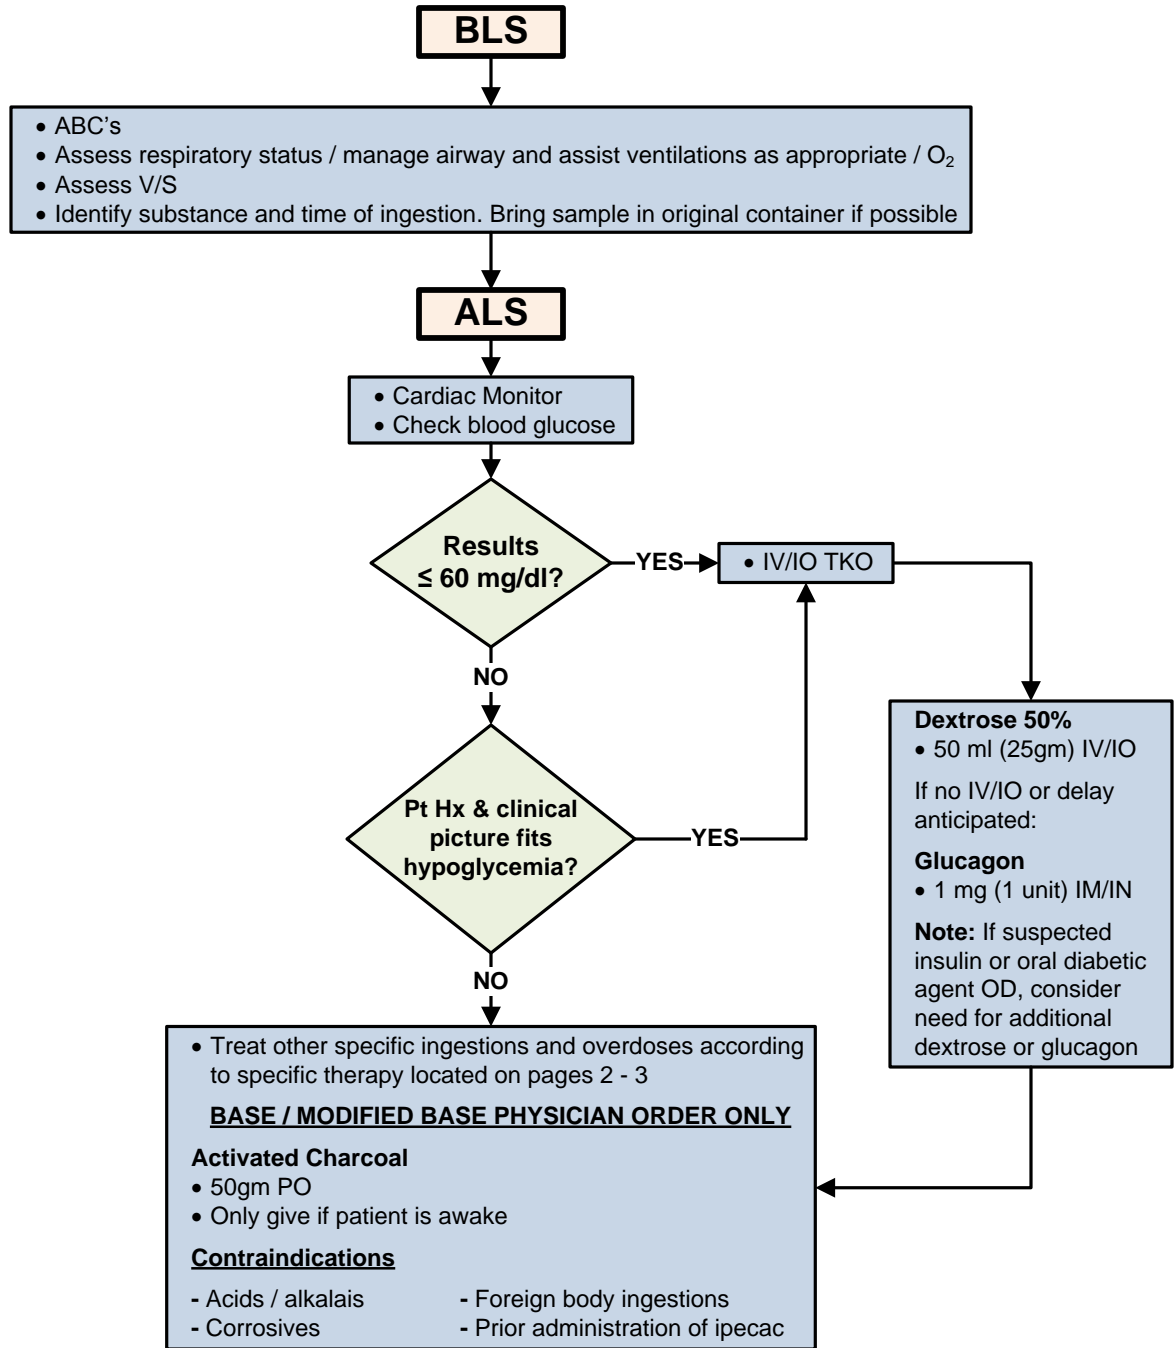 BLS
• ABC's
• Assess respiratory status / manage airway and assist ventilations as appropriate / O₂
• Assess V/S
• Identify substance and time of ingestion. Bring sample in original container if possible
ALS
• Cardiac Monitor
• Check blood glucose
Results
≤ 60 mg/dl?
YES
• IV/IO TKO
NO
Dextrose 50%
• 50 ml (25gm) IV/IO
If no IV/IO or delay
anticipated:
Glucagon
• 1 mg (1 unit) IM/IN
Note: If suspected
insulin or oral diabetic
agent OD, consider
need for additional
dextrose or glucagon
Pt Hx & clinical
picture fits
hypoglycemia?
YES
NO
• Treat other specific ingestions and overdoses according
to specific therapy located on pages 2 - 3
BASE / MODIFIED BASE PHYSICIAN ORDER ONLY
Activated Charcoal
• 50gm PO
• Only give if patient is awake
Contraindications
- Acids / alkalais
- Corrosives
- Foreign body ingestions
- Prior administration of ipecac